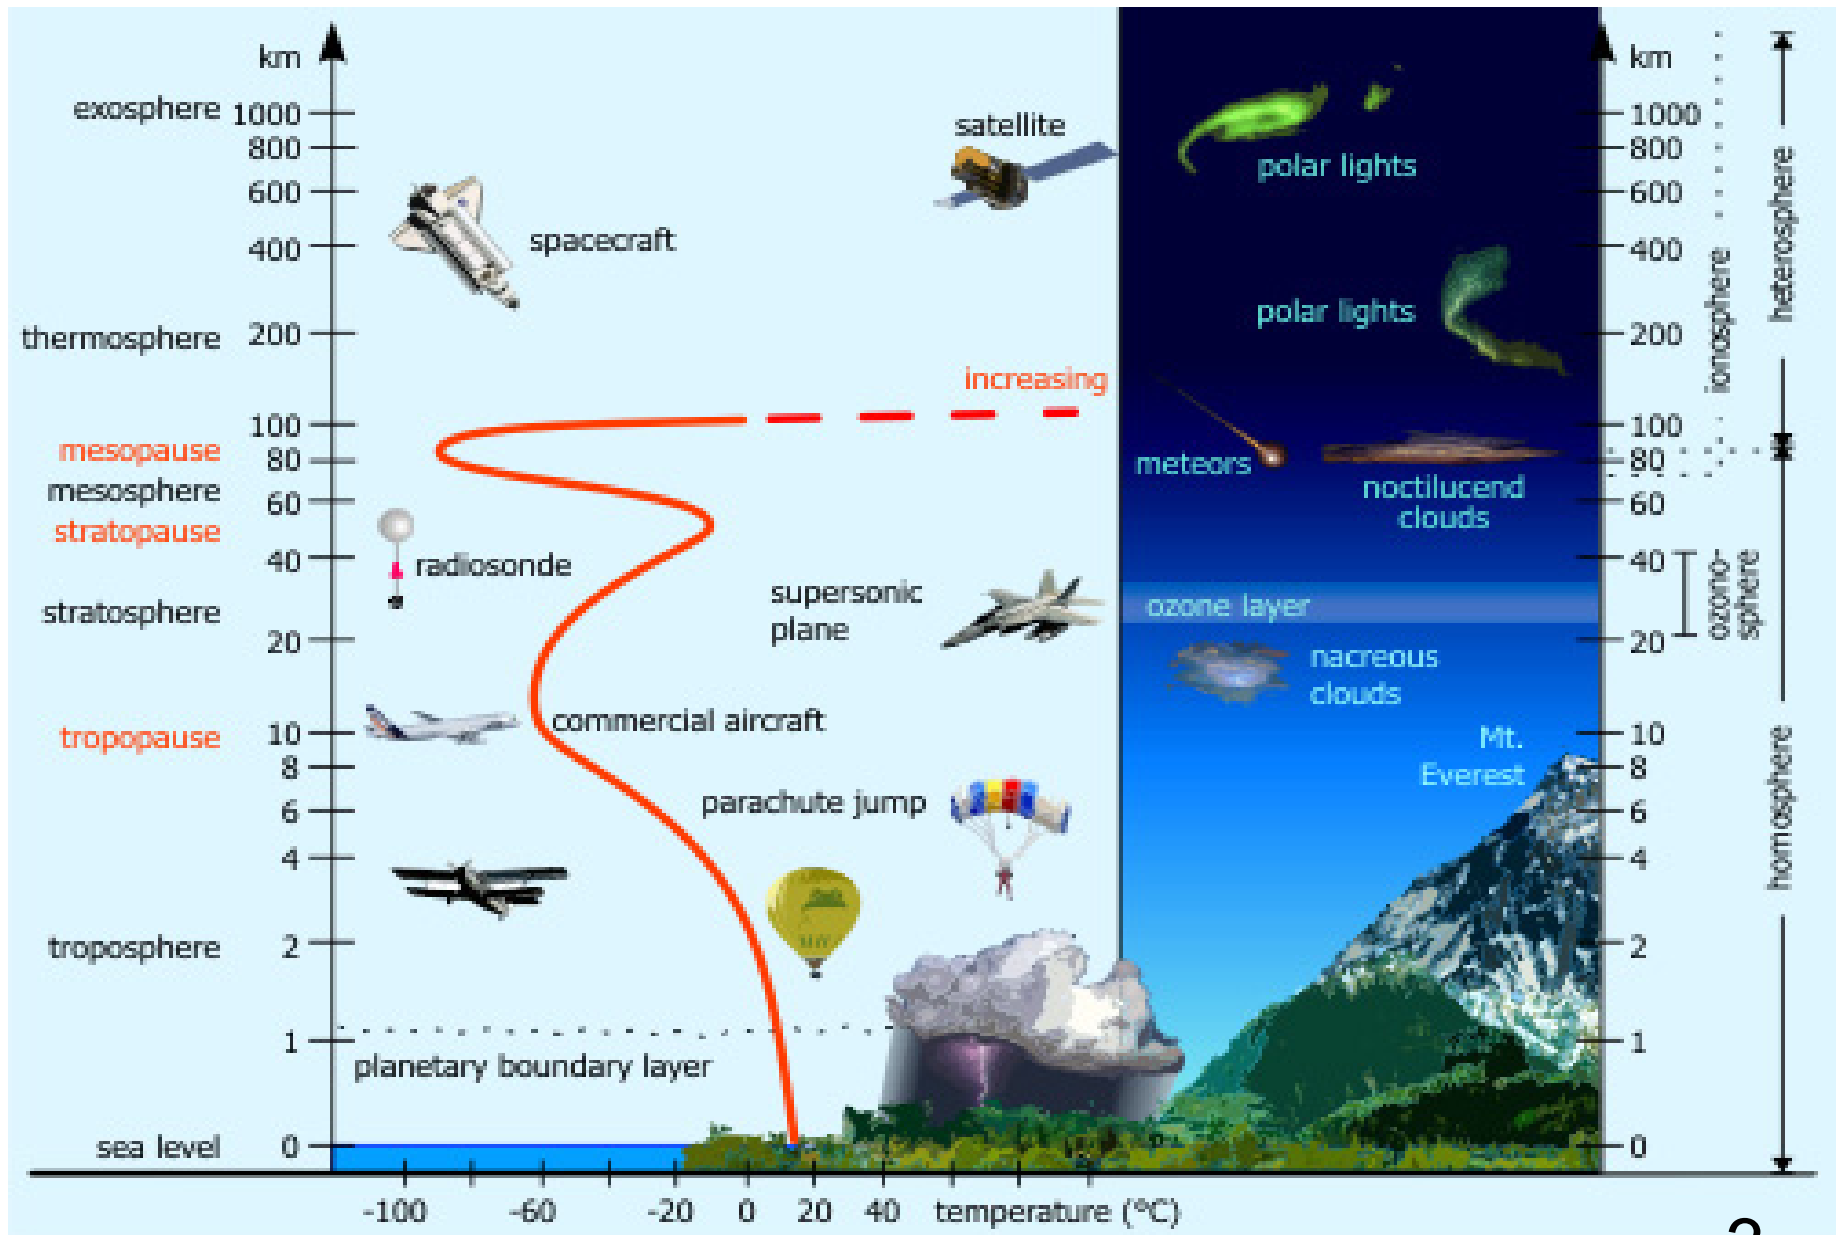 km
exosphere
1000
800
600
400
thermosphere
200
100
mesopause
80
mesosphere
60
stratopause
40
stratosphere
20
tropopause
10
8
6
4
troposphere
2
1
sea level
0
satellite
spacecraft
increasing
radiosonde
supersonic
plane
commercial aircraft
parachute jump
planetary boundary layer
-100
-60
-20
0
20
40
temperature (°C)
polar lights
polar lights
meteors
noctilucend
clouds
ozone layer
nacreous
clouds
Mt.
Everest
km
1000
800
600
400
200
100
80
60
40
20
10
8
6
4
2
1
0
ionosphere
ozono-
sphere
heterosphere
homosphere